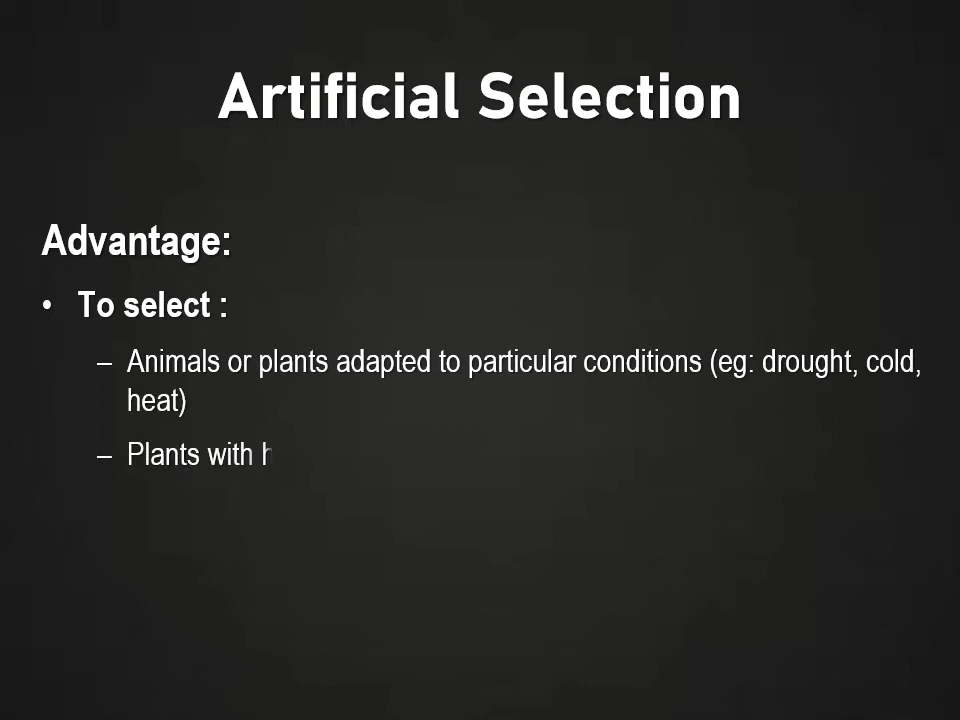 Artificial Selection
Advantage:
• To select :
– Animals or plants adapted to particular conditions (eg: drought, cold,
heat)
– Plants with